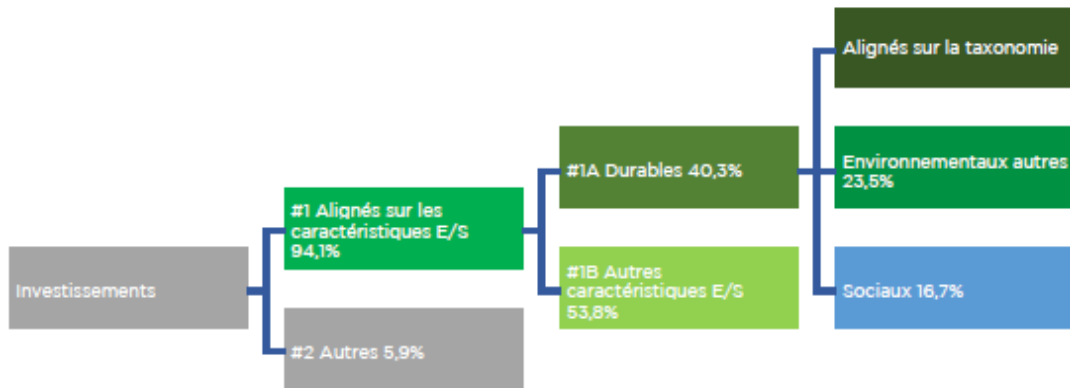 Investissements
#1 Alignés sur les
caractéristiques E/S
94,1%
#2 Autres 5,9%
#1A Durables 40,3%
#1B Autres
caractéristiques E/S
53,8%
Alignés sur la taxonomie
Environnementaux autres
23,5%
Sociaux 16,7%